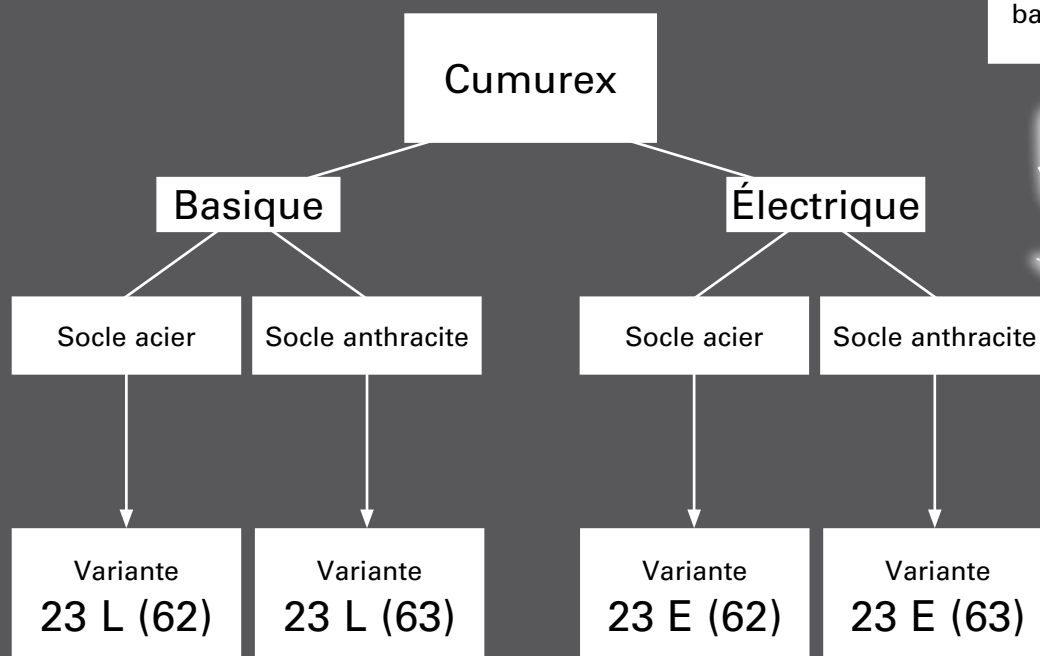 Cumurex
Basique
Électrique
Socle acier
Socle anthracite
Socle acier
Socle anthracite
Variante
23 L (62)
Variante
23 L (63)
Variante
23 E (62)
Variante
23 E (63)